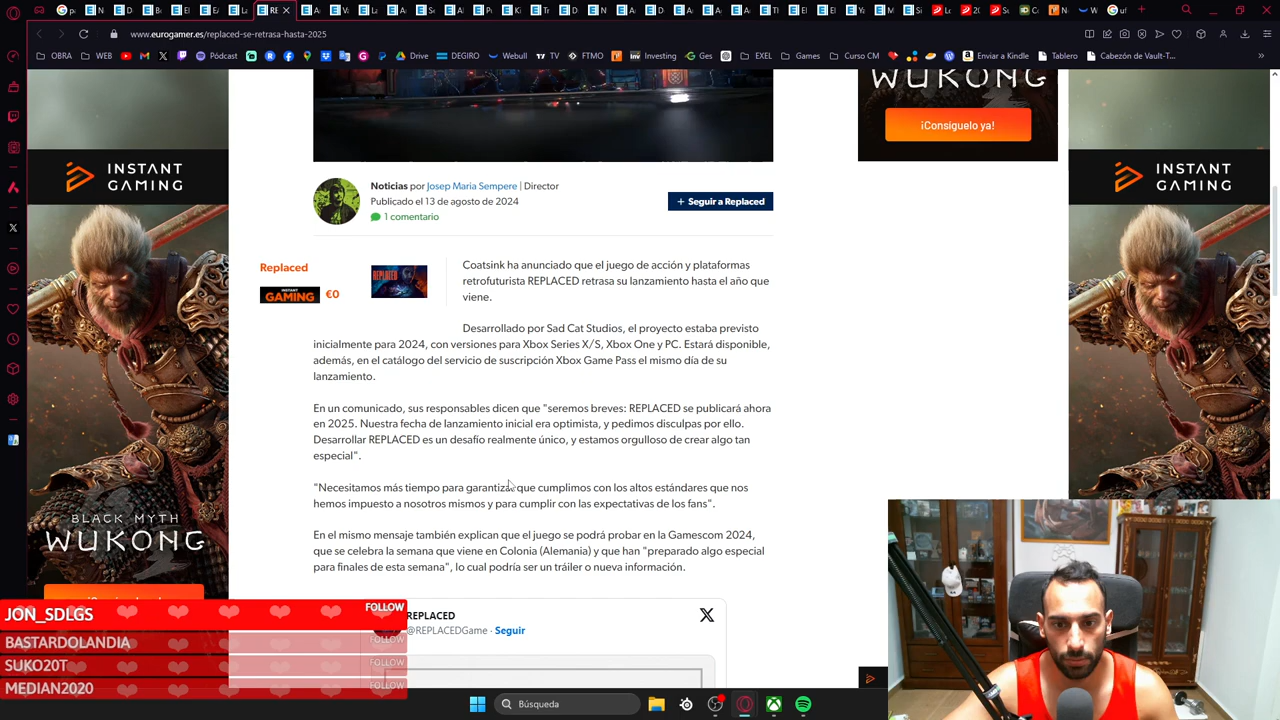 www.eurogamer.es/replaced-se-retrasa-hasta-2025
OBRA
WEB
Pódcast
Drive
DEGIRO
Webull
TV
FTMO
Investing
Ges
EXEL
Games
Curso CM
Enviar a Kindle
Tablero
Cabezón de Vault-T...
WUKONG
¡Consíguelo ya!
INSTANT
GAMING
INSTANT
GAMING
Noticias por Josep Maria Sempere | Director
Publicado el 13 de agosto de 2024
1 comentario
+ Seguir a Replaced
Replaced
INSTANT
GAMING
€0
REPLACED
Coatsink ha anunciado que el juego de acción y plataformas
retrofuturista REPLACED retrasa su lanzamiento hasta el año que
viene.
Desarrollado por Sad Cat Studios, el proyecto estaba previsto
inicialmente para 2024, con versiones para Xbox Series X/S, Xbox One y PC. Estará disponible,
además, en el catálogo del servicio de suscripción Xbox Game Pass el mismo día de su
lanzamiento.
En un comunicado, sus responsables dicen que "seremos breves: REPLACED se publicará ahora
en 2025. Nuestra fecha de lanzamiento inicial era optimista, y pedimos disculpas por ello.
Desarrollar REPLACED es un desafío realmente único, y estamos orgulloso de crear algo tan
especial".
"Necesitamos más tiempo para garantizar que cumplimos con los altos estándares que nos
hemos impuesto a nosotros mismos y para cumplir con las expectativas de los fans".
En el mismo mensaje también explican que el juego se podrá probar en la Gamescom 2024,
que se celebra la semana que viene en Colonia (Alemania) y que han "preparado algo especial
para finales de esta semana", lo cual podría ser un tráiler o nueva información.
BLACK MYTH
WUKONG
REPLACED
@REPLACEDGame · Seguir
JON_SDLGS
FOLLOW
BASTARDOLANDIA
FOLLOW
SUKO20T
FOLLOW
MEDIAN2020
FOLLOW
Búsqueda